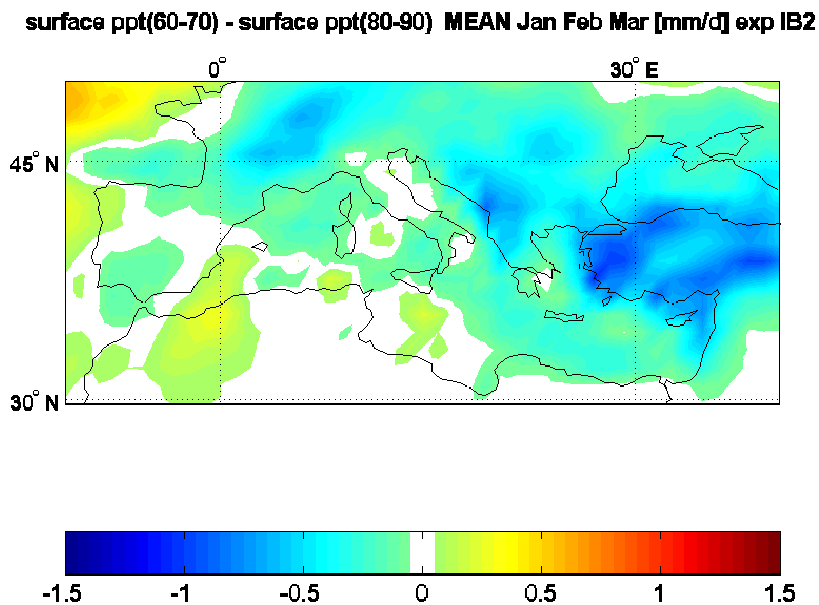 surface ppt(60-70) - surface ppt(80-90)  MEAN Jan Feb Mar [mm/d] exp IB2
0° 30° E
45° N
30° N
-1.5 -1 -0.5 0 0.5 1 1.5